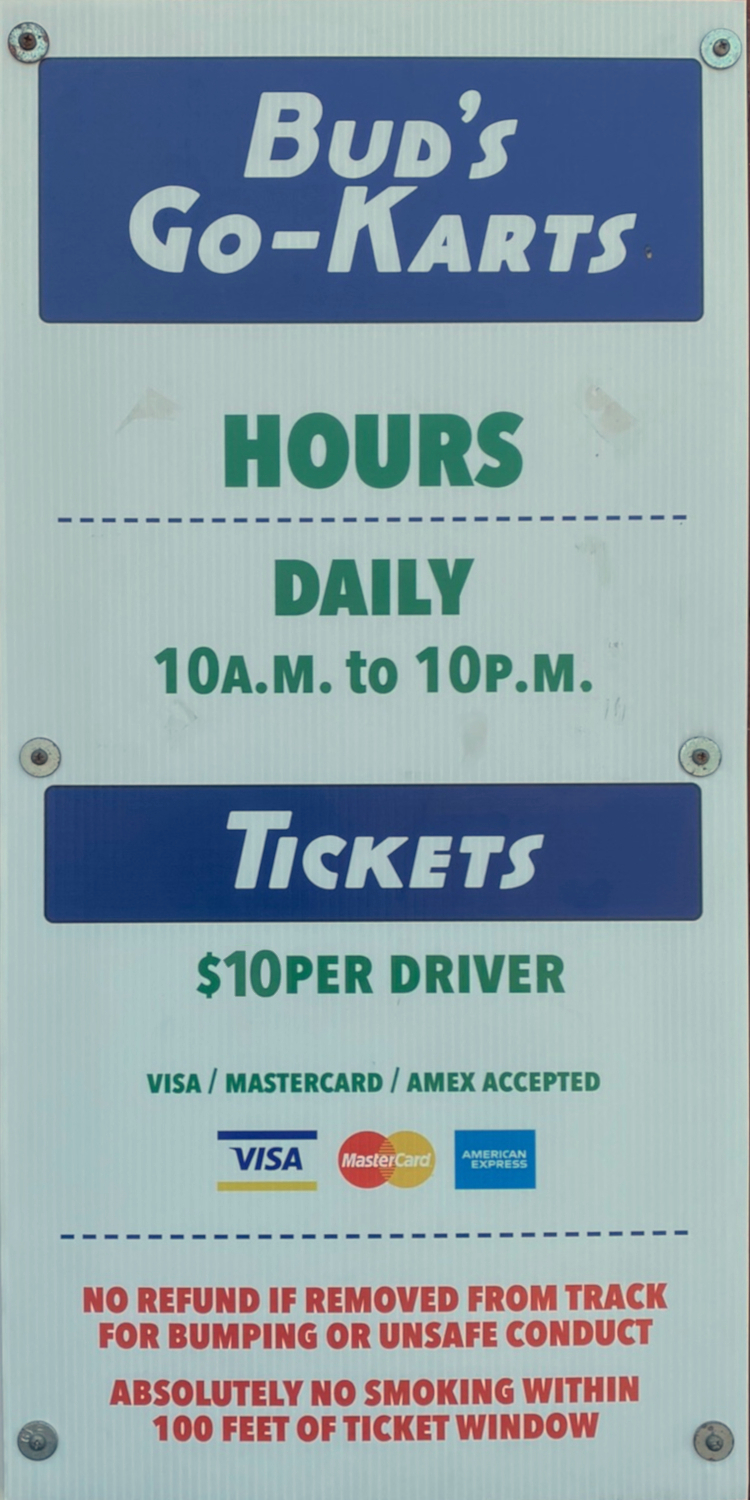 BUD'S
GO-KARTS
HOURS
DAILY
10A.M. to 10P.M.
TICKETS
$10PER DRIVER
VISA / MASTERCARD / AMEX ACCEPTED
VISA MasterCard AMERICAN EXPRESS
NO REFUND IF REMOVED FROM TRACK
FOR BUMPING OR UNSAFE CONDUCT
ABSOLUTELY NO SMOKING WITHIN
100 FEET OF TICKET WINDOW